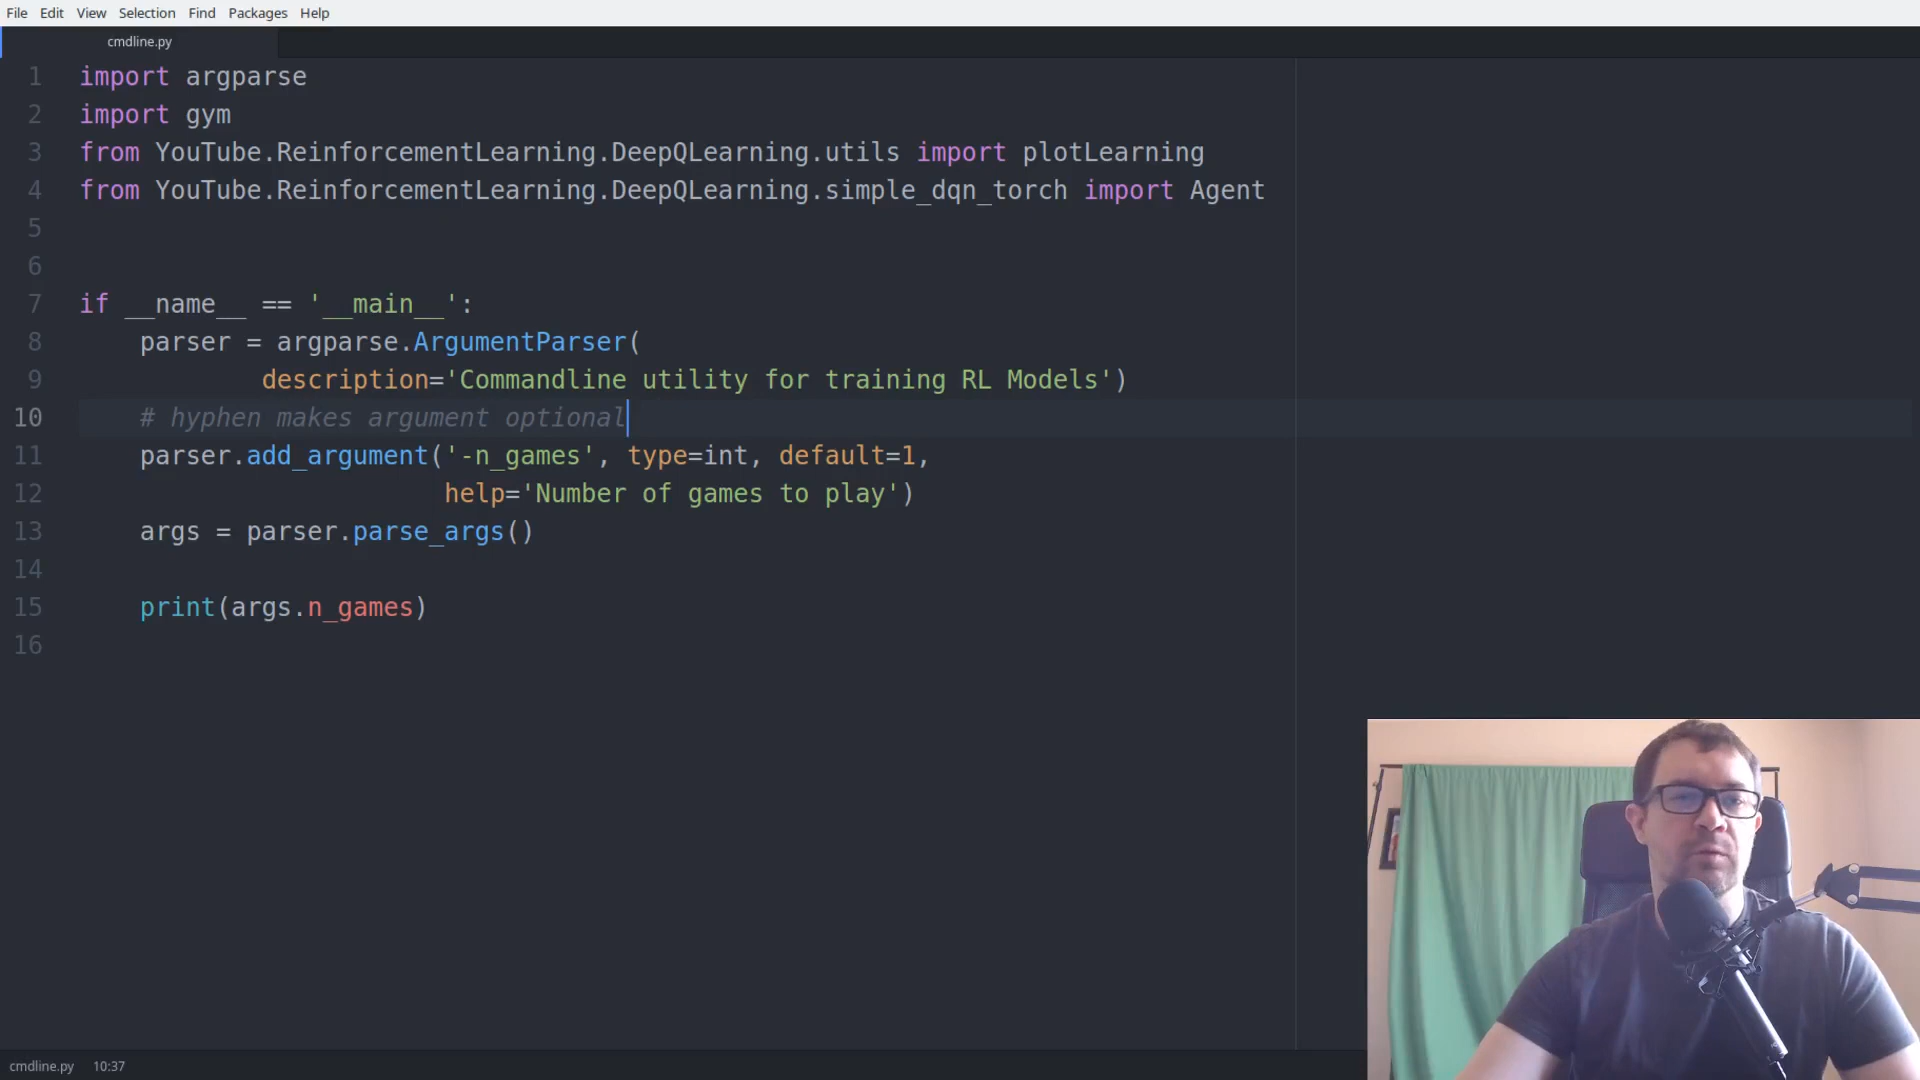 File Edit View Selection Find Packages Help
cmdline.py
1 import argparse
2 import gym
3 from YouTube.ReinforcementLearning.DeepQLearning.utils import plotLearning
4 from YouTube.ReinforcementLearning.DeepQLearning.simple_dqn_torch import Agent
5
6
7 if __name__ == '__main__':
8 parser = argparse.ArgumentParser(
9 description='Commandline utility for training RL Models')
10 # hyphen makes argument optional
11 parser.add_argument('-n_games', type=int, default=1,
12 help='Number of games to play')
13 args = parser.parse_args()
14
15 print(args.n_games)
16
cmdline.py 10:37